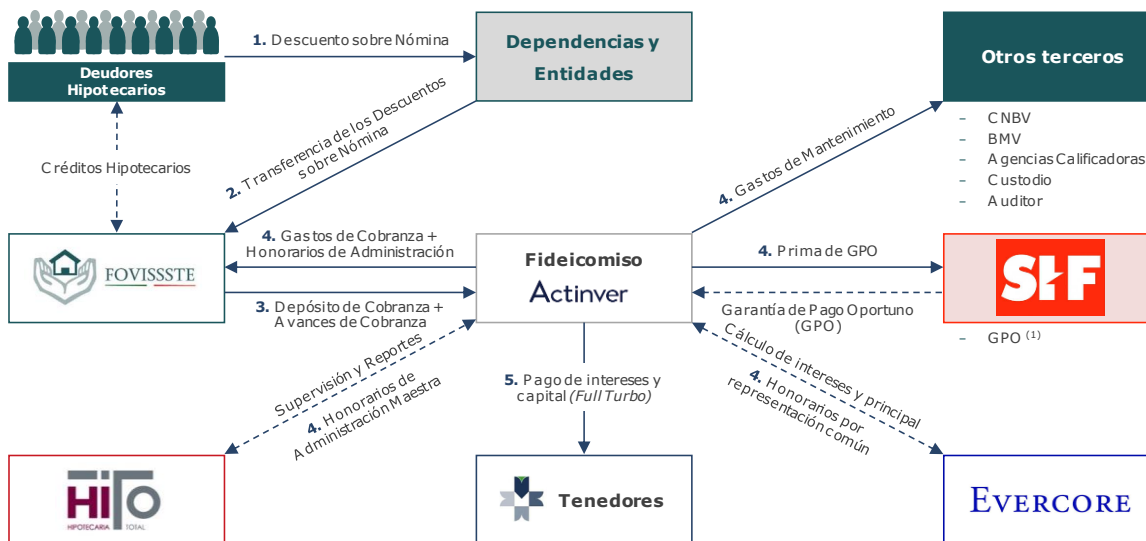 Deudores
Hipotecarios
1. Descuento sobre Nómina
Dependencias y
Entidades
Otros terceros
- CNBV
- BMV
- Agencias Calificadoras
- Custodio
- Auditor
Créditos Hipotecarios
2. Transferencia de los Descuentos
sobre Nómina
4. Gastos de Mantenimiento
FOVISSSTE
4. Gastos de Cobranza +
Honorarios de Administración
3. Depósito de Cobranza +
Avances de Cobranza
Fideicomiso
Actinver
4. Prima de GPO
Garantía de Pago Oportuno
(GPO)
SHF
- GPO (1)
Supervisión y Reportes
4. Honorarios de
Administración Maestra
5. Pago de intereses y
capital (Full Turbo)
Cálculo de intereses y principal
4. Honorarios por
representación común
HiTo
HIPOTECARIA TOTAL
Tenedores
EVERCORE